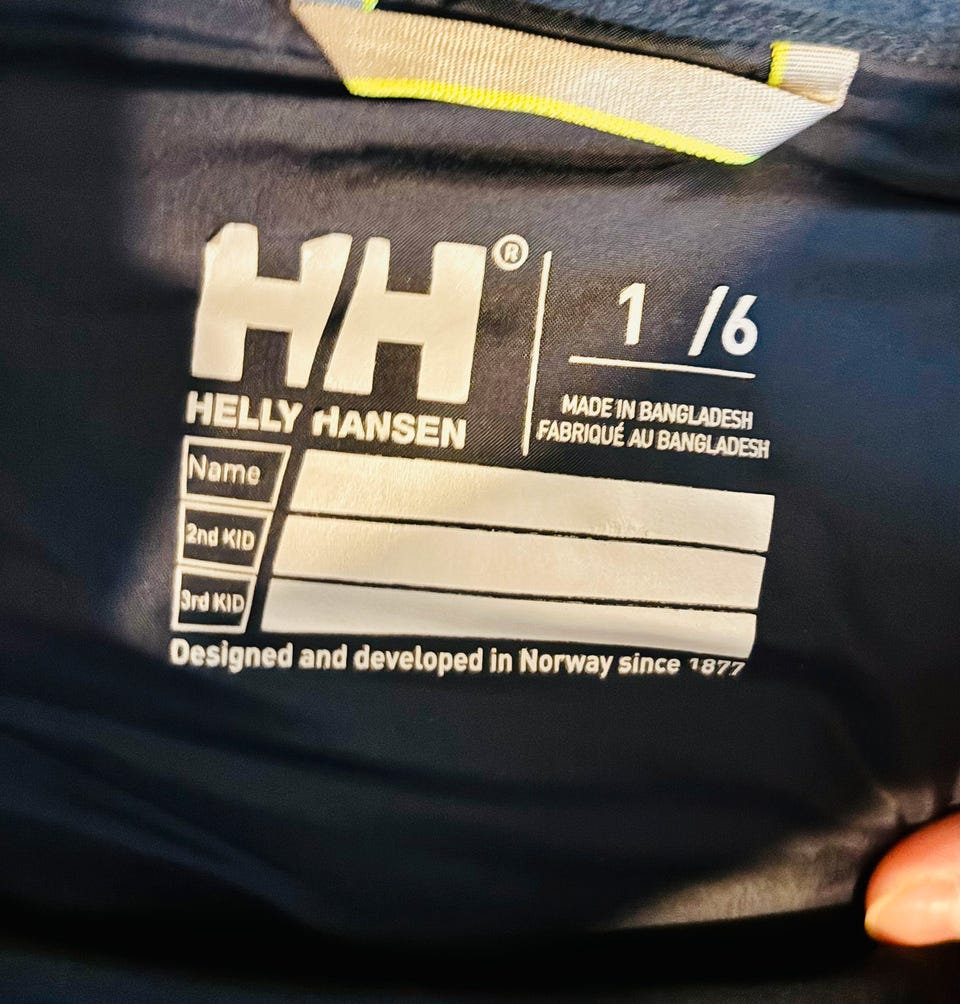 HH®
HELLY HANSEN
1 /6
MADE IN BANGLADESH
FABRIQUÉ AU BANGLADESH
Name
2nd KID
3rd KID
Designed and developed in Norway since 1877